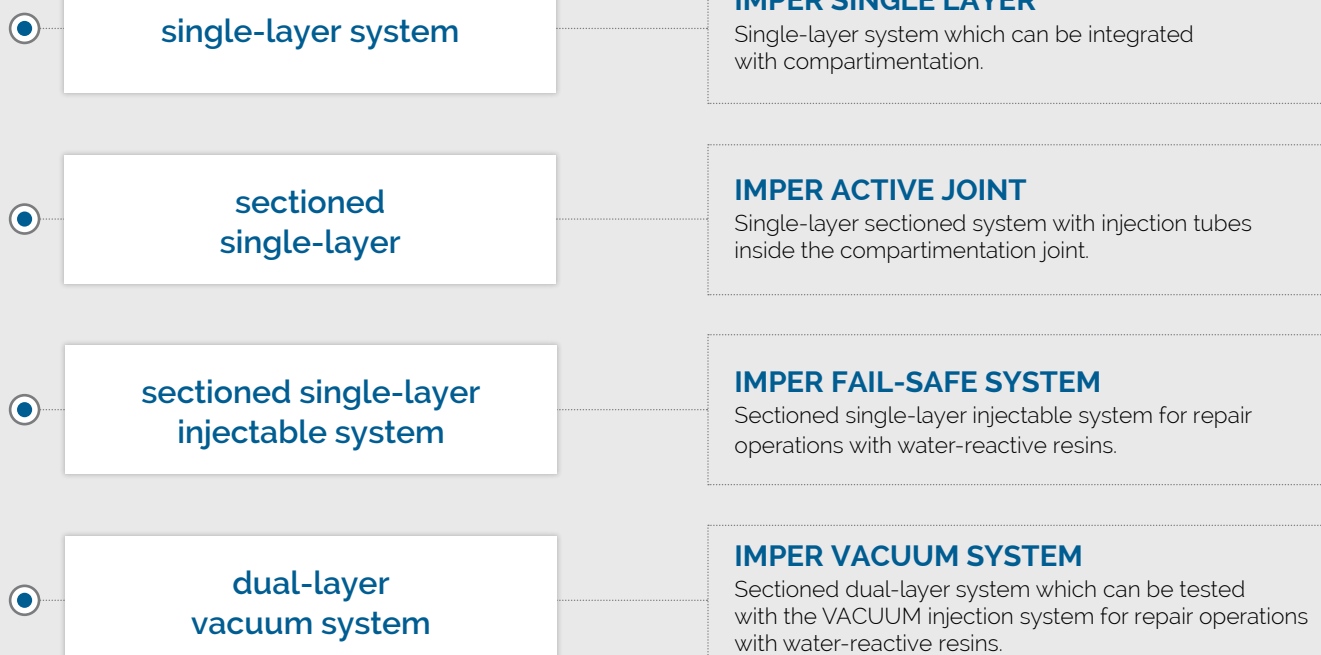 single-layer system
IMPER SINGLE LAYER
Single-layer system which can be integrated
with compartimentation.
sectioned
single-layer
IMPER ACTIVE JOINT
Single-layer sectioned system with injection tubes
inside the compartimentation joint.
sectioned single-layer
injectable system
IMPER FAIL-SAFE SYSTEM
Sectioned single-layer injectable system for repair
operations with water-reactive resins.
dual-layer
vacuum system
IMPER VACUUM SYSTEM
Sectioned dual-layer system which can be tested
with the VACUUM injection system for repair operations
with water-reactive resins.